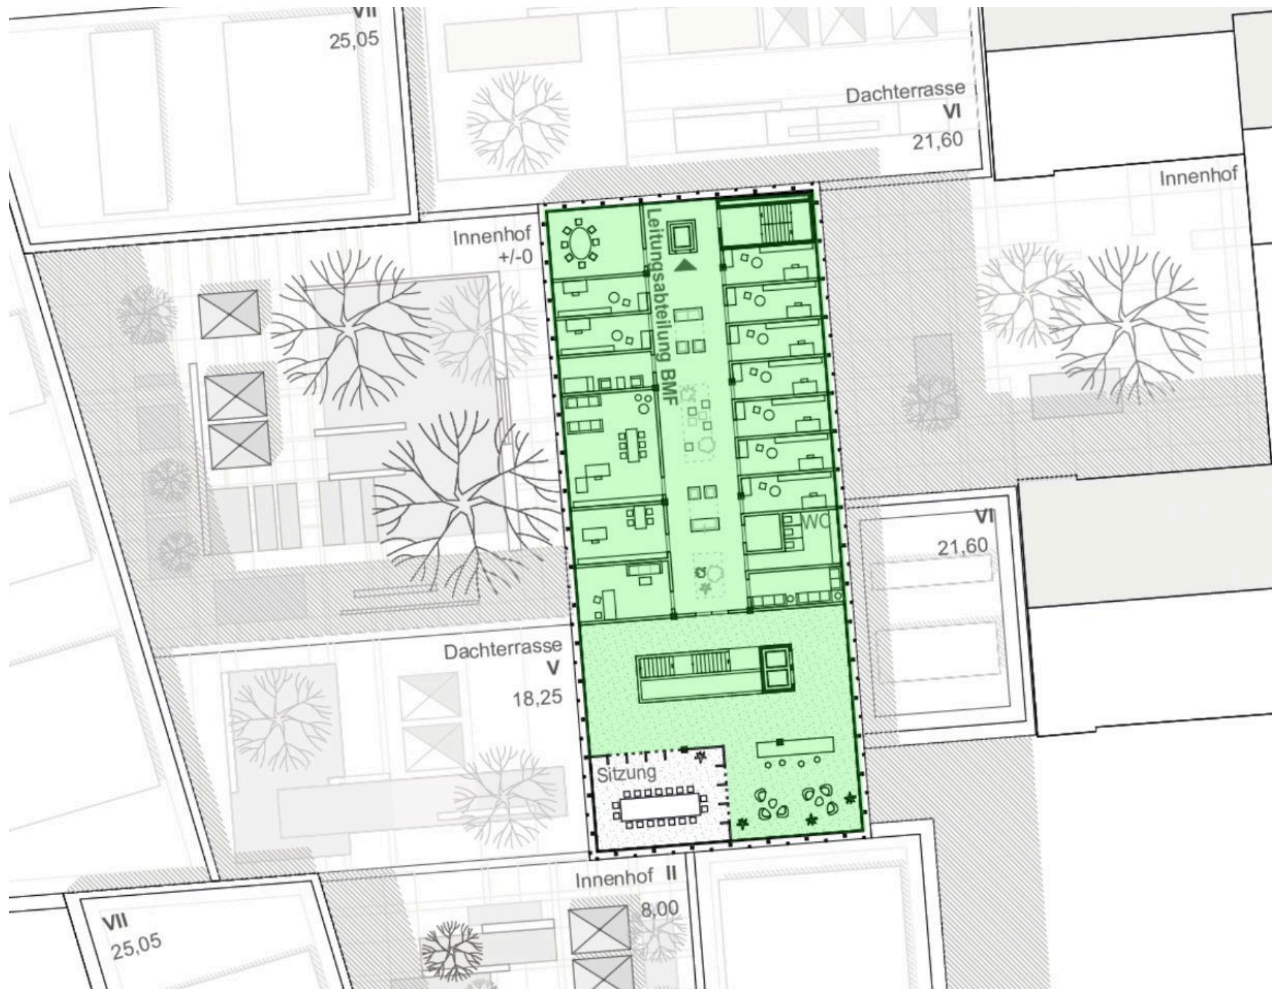 VII
25,05
Dachterrasse
VI
21,60
Innenhof
Innenhof
+/-0
Leitungsabteilung BMF
WC
VI
21,60
Dachterrasse
V
18,25
Sitzung
Innenhof II
8,00
VII
25,05